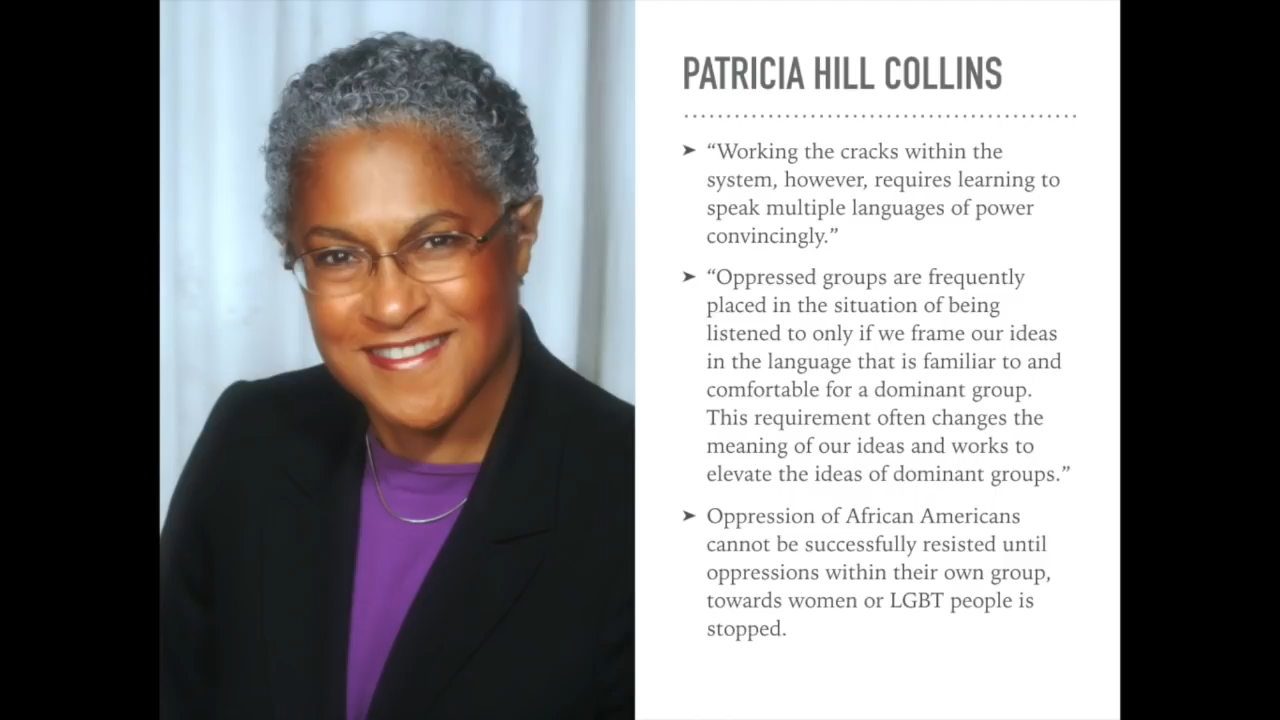 PATRICIA HILL COLLINS
➤ “Working the cracks within the
system, however, requires learning to
speak multiple languages of power
convincingly.”
➤ “Oppressed groups are frequently
placed in the situation of being
listened to only if we frame our ideas
in the language that is familiar to and
comfortable for a dominant group.
This requirement often changes the
meaning of our ideas and works to
elevate the ideas of dominant groups.”
➤ Oppression of African Americans
cannot be successfully resisted until
oppressions within their own group,
towards women or LGBT people is
stopped.